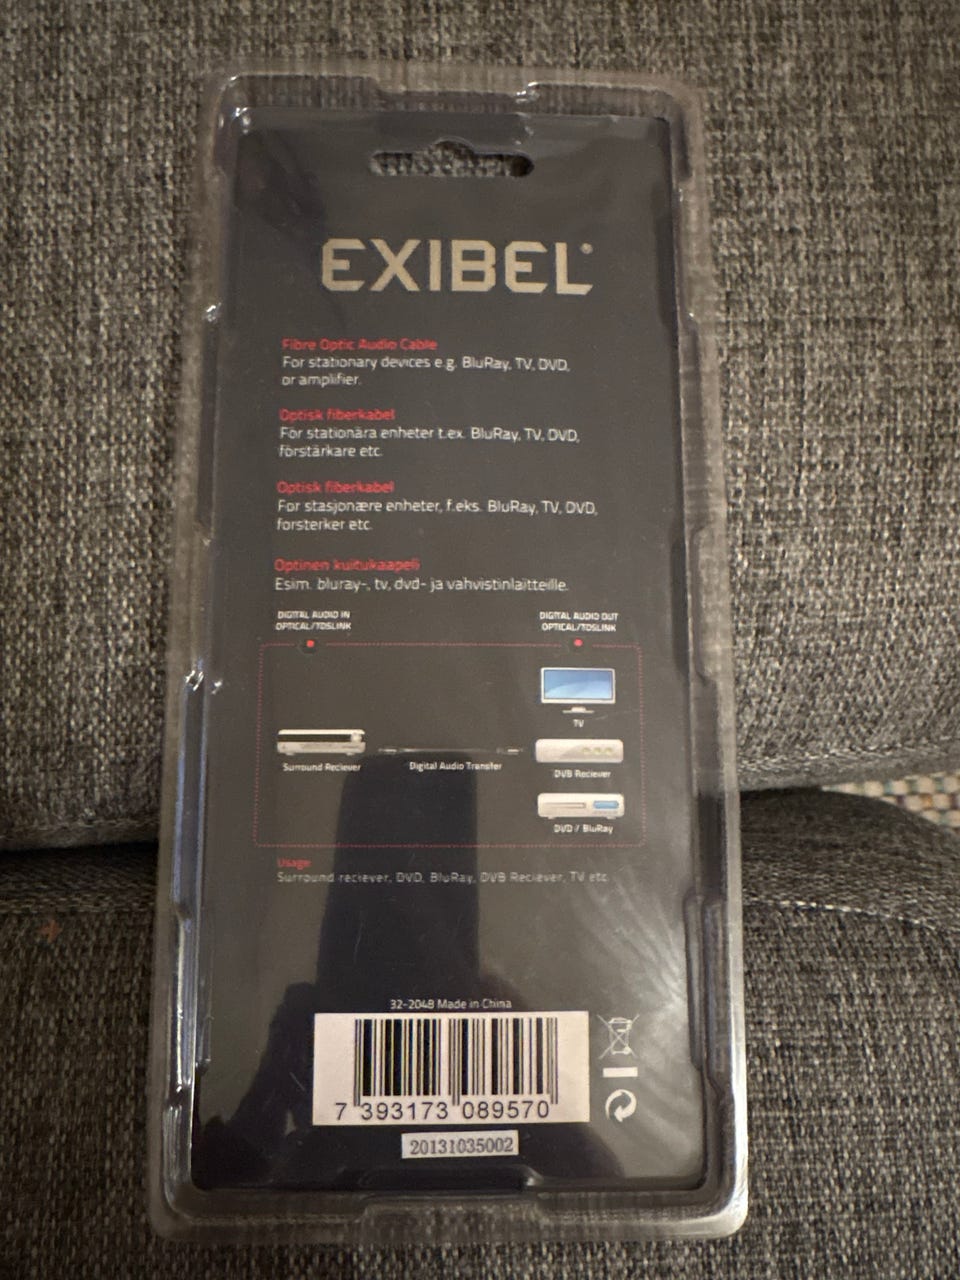 EXIBEL®
Fibre Optic Audio Cable
For stationary devices e.g. BluRay, TV, DVD,
or amplifier.
Optisk fiberkabel
För stationära enheter t.ex. BluRay, TV, DVD,
förstärkare etc.
Optisk fiberkabel
For stasjonære enheter, f.eks. BluRay, TV, DVD,
forsterker etc.
Optinen kuitukaapeli
Esim. bluray-, tv, dvd- ja vahvistinlaitteille.
DIGITAL AUDIO IN
OPTICAL/TOSLINK
DIGITAL AUDIO OUT
OPTICAL/TOSLINK
TV
Surround Reciever
Digital Audio Transfer
DVB Reciever
DVD / BluRay
Usage
Surround reciever, DVD, BluRay, DVB Reciever, TV etc.
32-2048 Made in China
7 393173 089570
20131035002